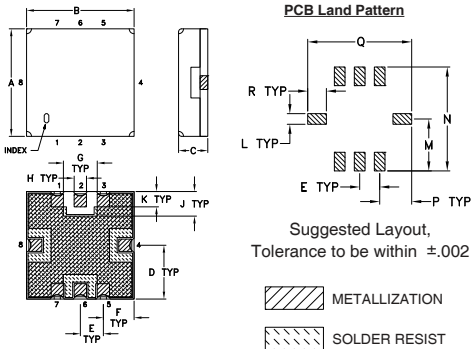 PCB Land Pattern
B
7 6 5
A
8
4
INDEX
1 2 3
C
Q
R TYP
L TYP
N
M
E TYP
P TYP
G
TYP
H TYP
1 2 3
K TYP
J TYP
8
4
D TYP
7 6 5
F
TYP
E
TYP
Suggested Layout,
Tolerance to be within ±.002
METALLIZATION
SOLDER RESIST